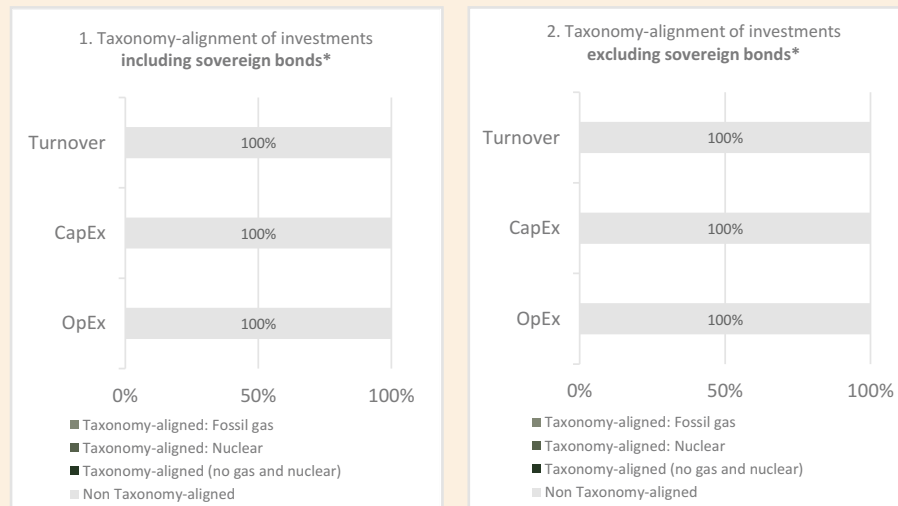 1. Taxonomy-alignment of investments
including sovereign bonds*
Turnover
100%
CapEx
100%
OpEx
100%
0%
50%
100%
Taxonomy-aligned: Fossil gas
Taxonomy-aligned: Nuclear
Taxonomy-aligned (no gas and nuclear)
Non Taxonomy-aligned
2. Taxonomy-alignment of investments
excluding sovereign bonds*
Turnover
100%
CapEx
100%
OpEx
100%
0%
50%
100%
Taxonomy-aligned: Fossil gas
Taxonomy-aligned: Nuclear
Taxonomy-aligned (no gas and nuclear)
Non Taxonomy-aligned